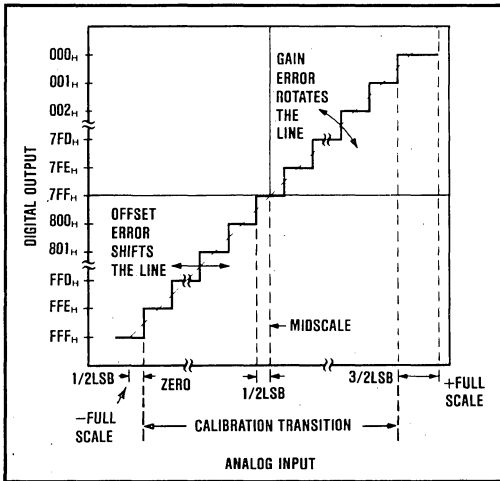 DIGITAL OUTPUT
000H
001H
002H
7FDH
7FEH
7FFH
800H
801H
FFDH
FFEH
FFFH
GAIN
ERROR
ROTATES
THE
LINE
OFFSET
ERROR
SHIFTS
THE LINE
MIDSCALE
1/2LSB
ZERO
1/2LSB
3/2LSB
+FULL
SCALE
−FULL
SCALE
CALIBRATION TRANSITION
ANALOG INPUT